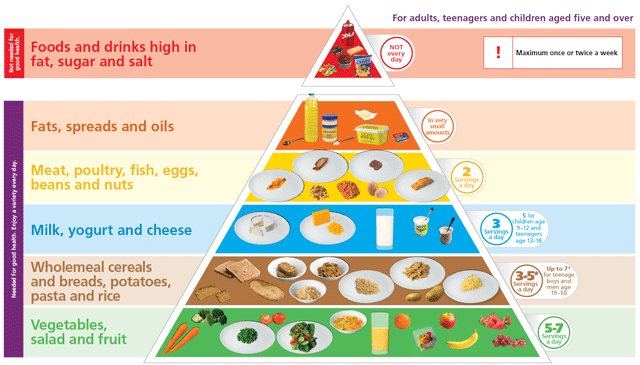 For adults, teenagers and children aged five and over
Not needed for
good health.
Foods and drinks high in
fat, sugar and salt
NOT
every
day
!
Maximum once or twice a week
Needed for good health. Enjoy a variety every day.
Fats, spreads and oils
In very
small
amounts
Meat, poultry, fish, eggs,
beans and nuts
2
Servings
a day
Milk, yogurt and cheese
3
Servings
a day
5 for
children age
9–12 and
teenagers
age 13–18
Wholemeal cereals
and breads, potatoes,
pasta and rice
3-5*
Servings
a day
Up to 7*
for teenage
boys and
men age
19–50
Vegetables,
salad and fruit
5-7
Servings
a day